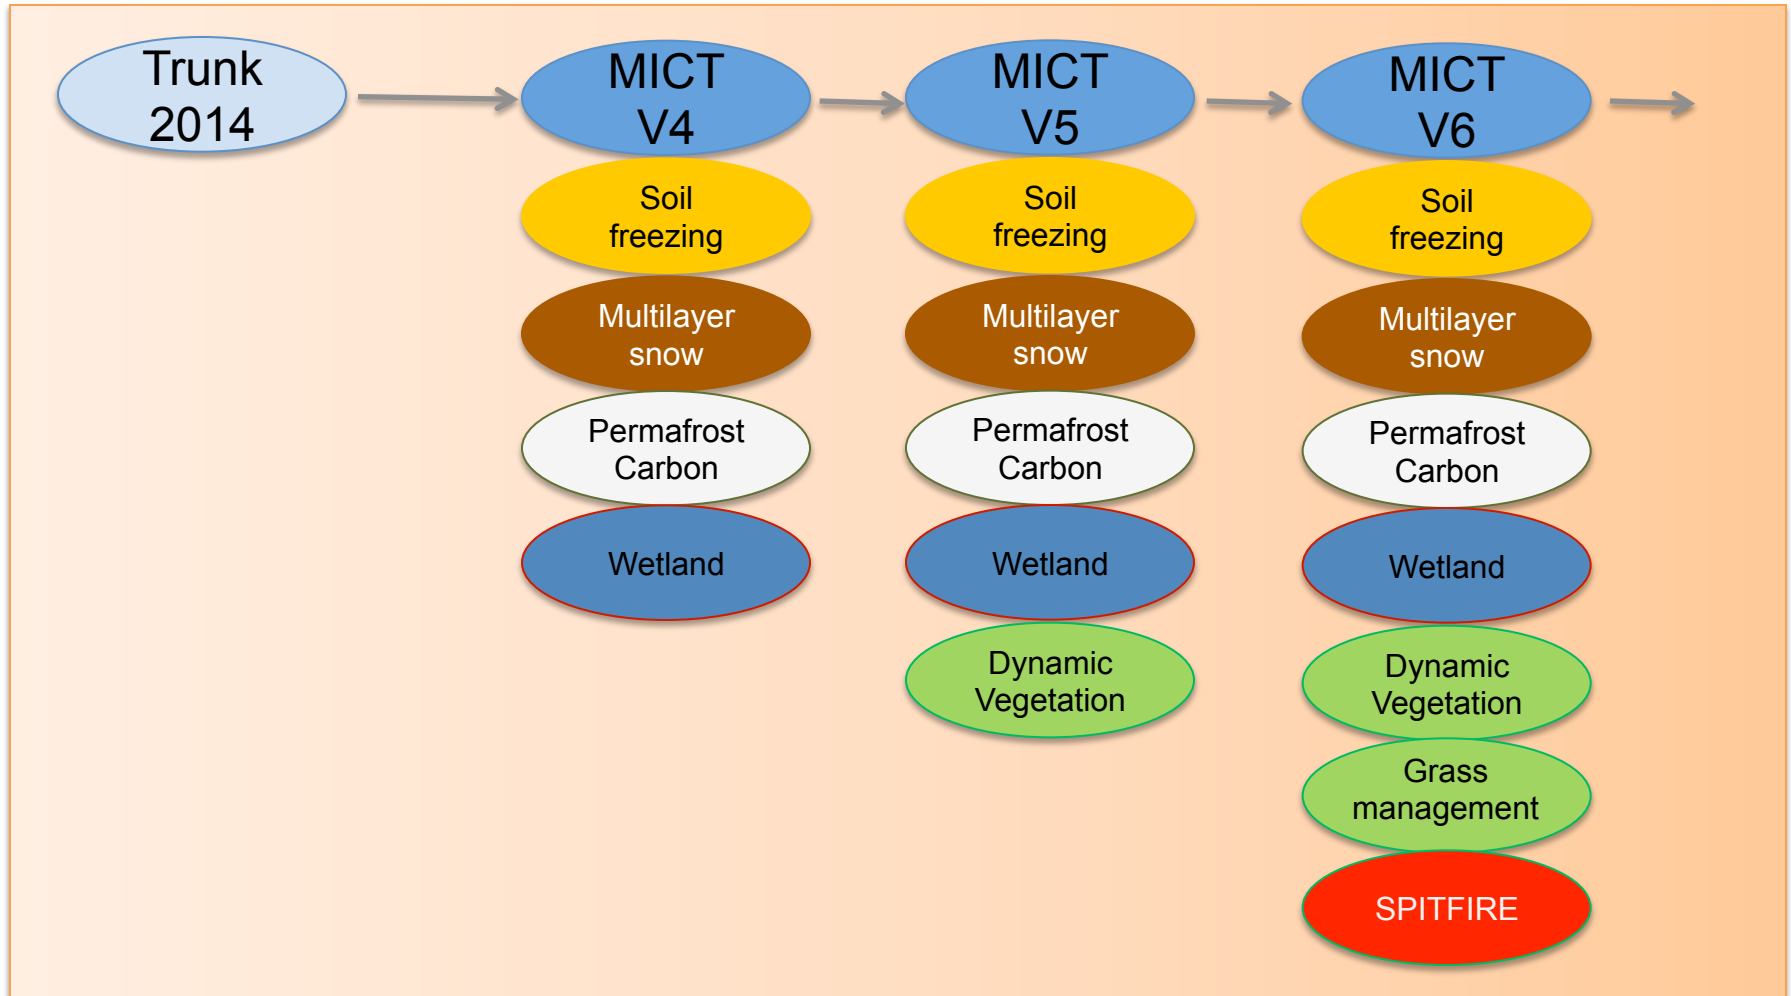 Trunk
2014
MICT
V4
Soil
freezing
Multilayer
snow
Permafrost
Carbon
Wetland
MICT
V5
Soil
freezing
Multilayer
snow
Permafrost
Carbon
Wetland
Dynamic
Vegetation
MICT
V6
Soil
freezing
Multilayer
snow
Permafrost
Carbon
Wetland
Dynamic
Vegetation
Grass
management
SPITFIRE